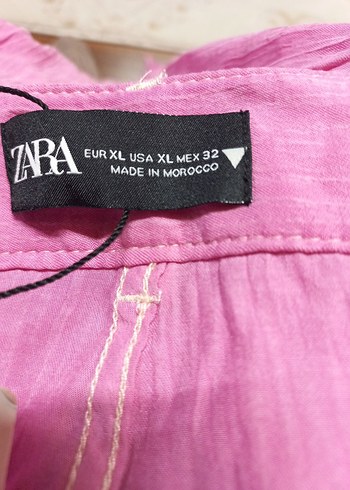 ZARA
EUR XL USA XL MEX 32
MADE IN MOROCCO